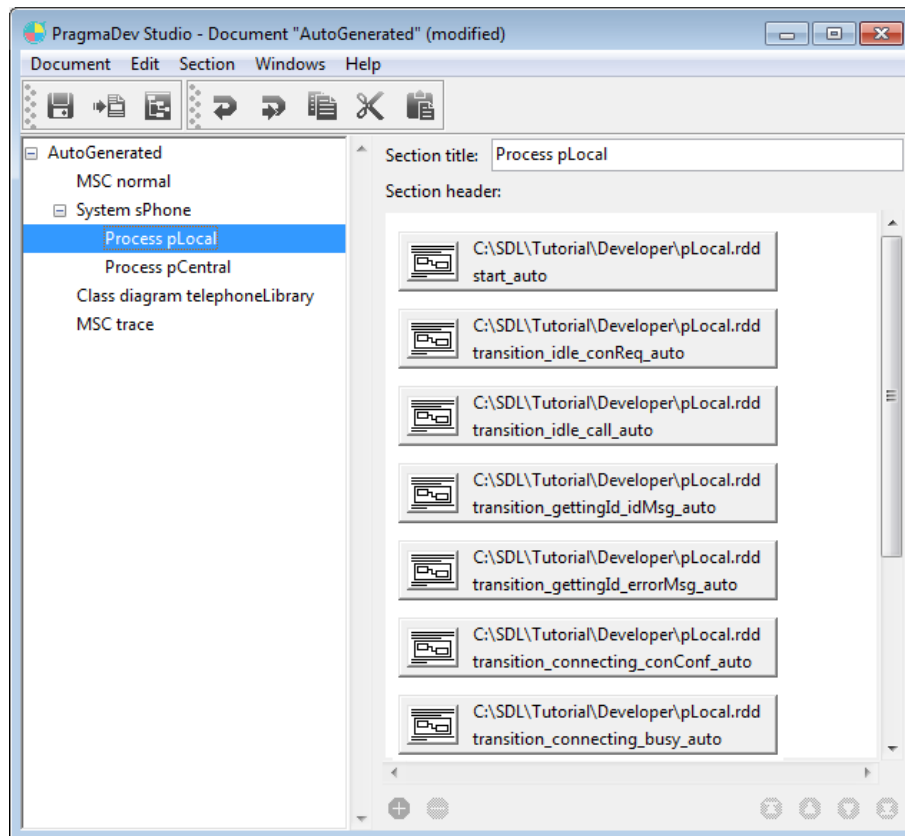 PragmaDev Studio - Document "AutoGenerated" (modified)
Document Edit Section Windows Help
AutoGenerated
MSC normal
System sPhone
Process pLocal
Process pCentral
Class diagram telephoneLibrary
MSC trace
Section title: Process pLocal
Section header:
C:\SDL\Tutorial\Developer\pLocal.rdd
start_auto
C:\SDL\Tutorial\Developer\pLocal.rdd
transition_idle_conReq_auto
C:\SDL\Tutorial\Developer\pLocal.rdd
transition_idle_call_auto
C:\SDL\Tutorial\Developer\pLocal.rdd
transition_gettingId_idMsg_auto
C:\SDL\Tutorial\Developer\pLocal.rdd
transition_gettingId_errorMsg_auto
C:\SDL\Tutorial\Developer\pLocal.rdd
transition_connecting_conConf_auto
C:\SDL\Tutorial\Developer\pLocal.rdd
transition_connecting_busy_auto